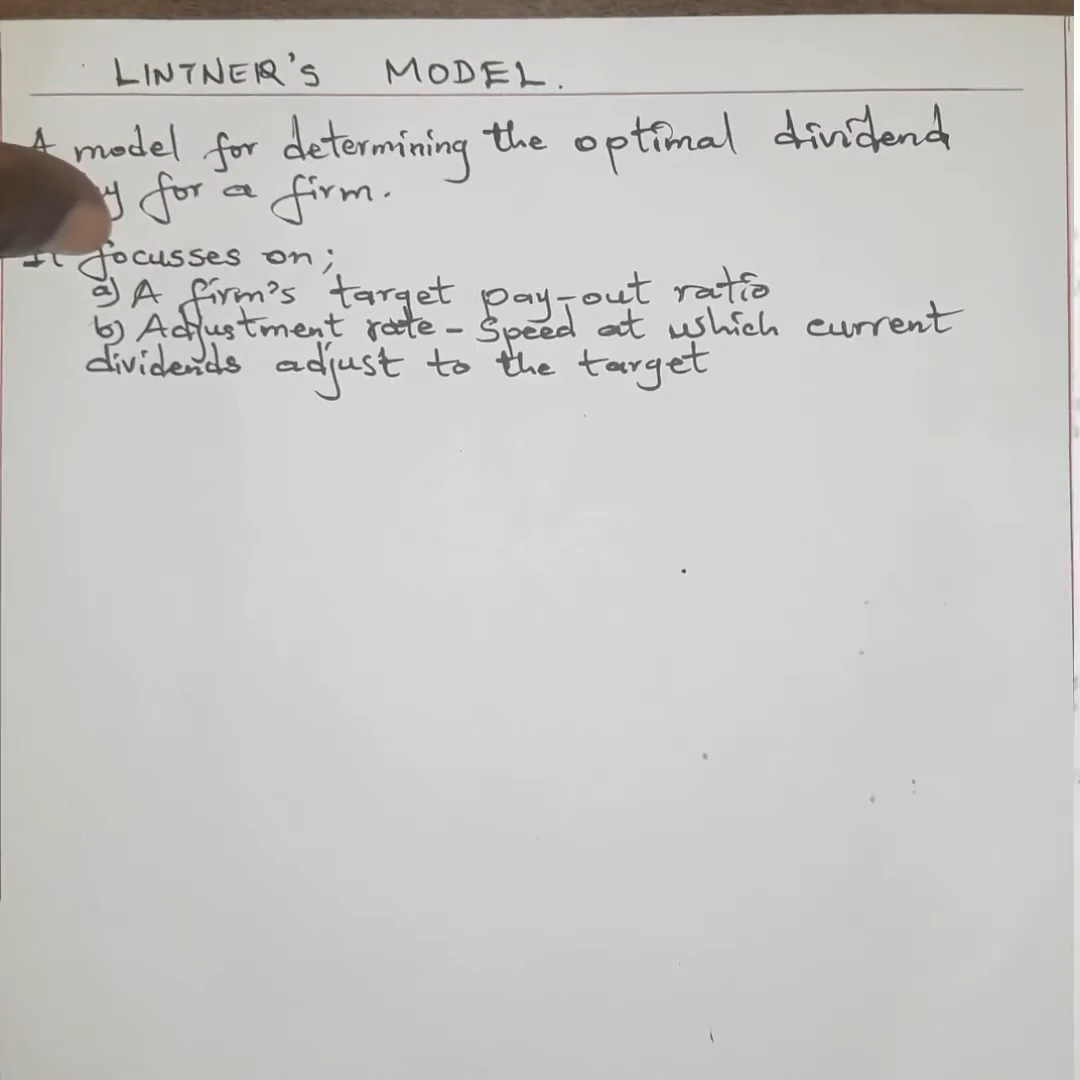 LINTNER'S MODEL.
A model for determining the optimal dividend
for a firm.
It focusses on;
a) A firm's target pay-out ratio
b) Adjustment rate - Speed at which current
dividends adjust to the target